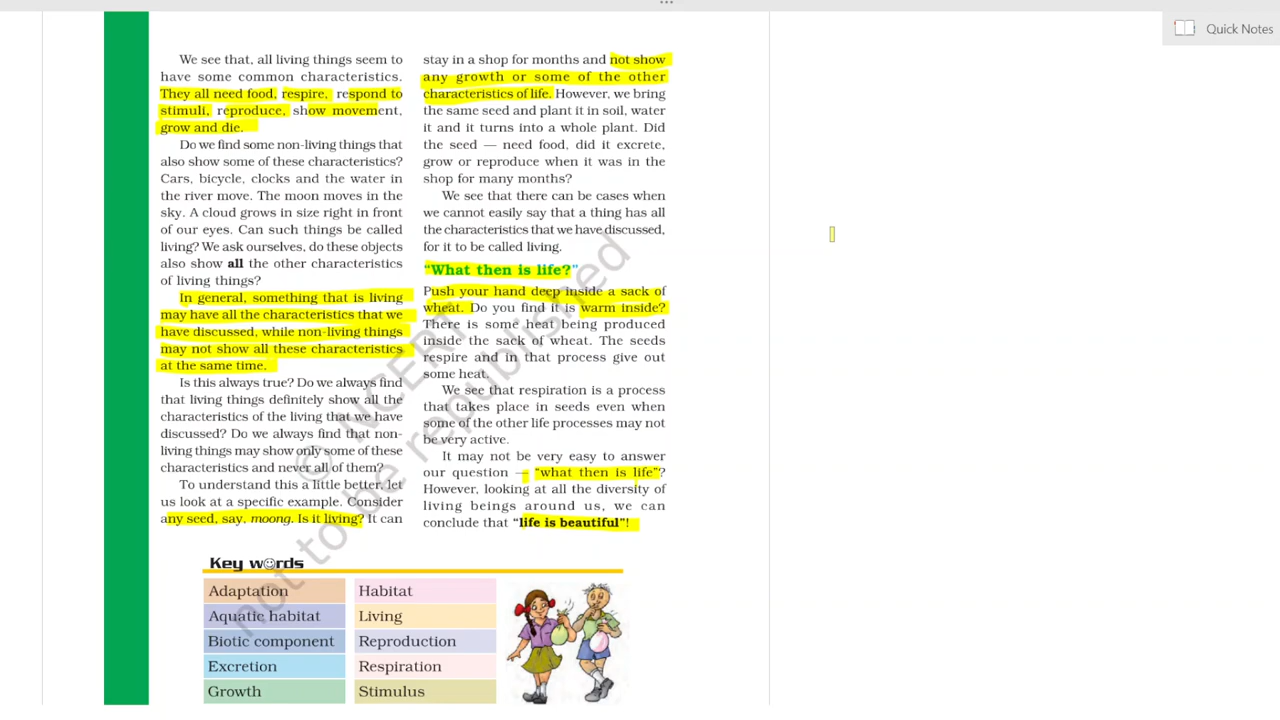 Quick Notes
We see that, all living things seem to
have some common characteristics.
They all need food, respire, respond to
stimuli, reproduce, show movement,
grow and die.
Do we find some non-living things that
also show some of these characteristics?
Cars, bicycle, clocks and the water in
the river move. The moon moves in the
sky. A cloud grows in size right in front
of our eyes. Can such things be called
living? We ask ourselves, do these objects
also show all the other characteristics
of living things?
In general, something that is living
may have all the characteristics that we
have discussed, while non-living things
may not show all these characteristics
at the same time.
Is this always true? Do we always find
that living things definitely show all the
characteristics of the living that we have
discussed? Do we always find that non-
living things may show only some of these
characteristics and never all of them?
To understand this a little better, let
us look at a specific example. Consider
any seed, say, moong. Is it living? It can
stay in a shop for months and not show
any growth or some of the other
characteristics of life. However, we bring
the same seed and plant it in soil, water
it and it turns into a whole plant. Did
the seed — need food, did it excrete,
grow or reproduce when it was in the
shop for many months?
We see that there can be cases when
we cannot easily say that a thing has all
the characteristics that we have discussed,
for it to be called living.
“What then is life?”
Push your hand deep inside a sack of
wheat. Do you find it is warm inside?
There is some heat being produced
inside the sack of wheat. The seeds
respire and in that process give out
some heat.
We see that respiration is a process
that takes place in seeds even when
some of the other life processes may not
be very active.
It may not be very easy to answer
our question — “what then is life”?
However, looking at all the diversity of
living beings around us, we can
conclude that “life is beautiful”!
© NCERT
not to be republished
Key words
Adaptation
Aquatic habitat
Biotic component
Excretion
Growth
Habitat
Living
Reproduction
Respiration
Stimulus